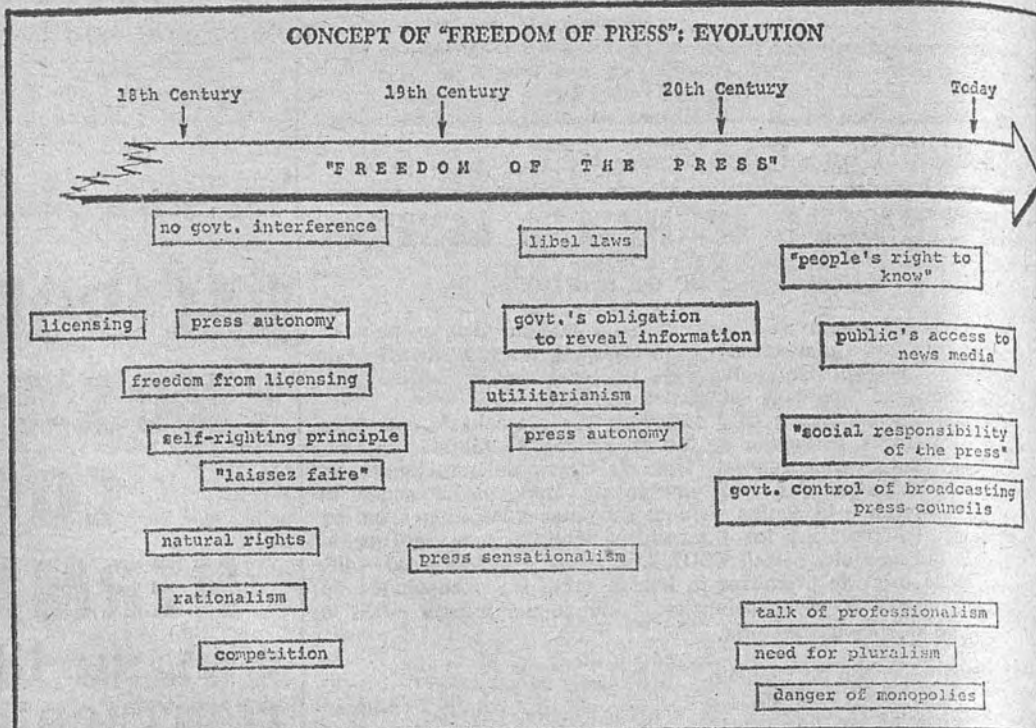 CONCEPT OF "FREEDOM OF PRESS": EVOLUTION
18th Century
19th Century
20th Century
Today
"FREEDOM OF THE PRESS"
no govt. interference
libel laws
"people's right to
know"
licensing
press autonomy
govt.'s obligation
to reveal information
public's access to
news media
freedom from licensing
utilitarianism
self-righting principle
press autonomy
"social responsibility
of the press"
"laissez faire"
govt. control of broadcasting
press councils
natural rights
press sensationalism
rationalism
talk of professionalism
competition
need for pluralism
danger of monopolies